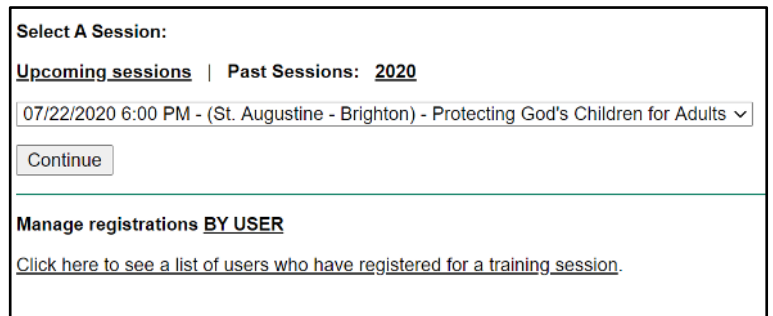 Select A Session:
Upcoming sessions | Past Sessions: 2020
07/22/2020 6:00 PM - (St. Augustine - Brighton) - Protecting God's Children for Adults
Continue
Manage registrations BY USER
Click here to see a list of users who have registered for a training session.